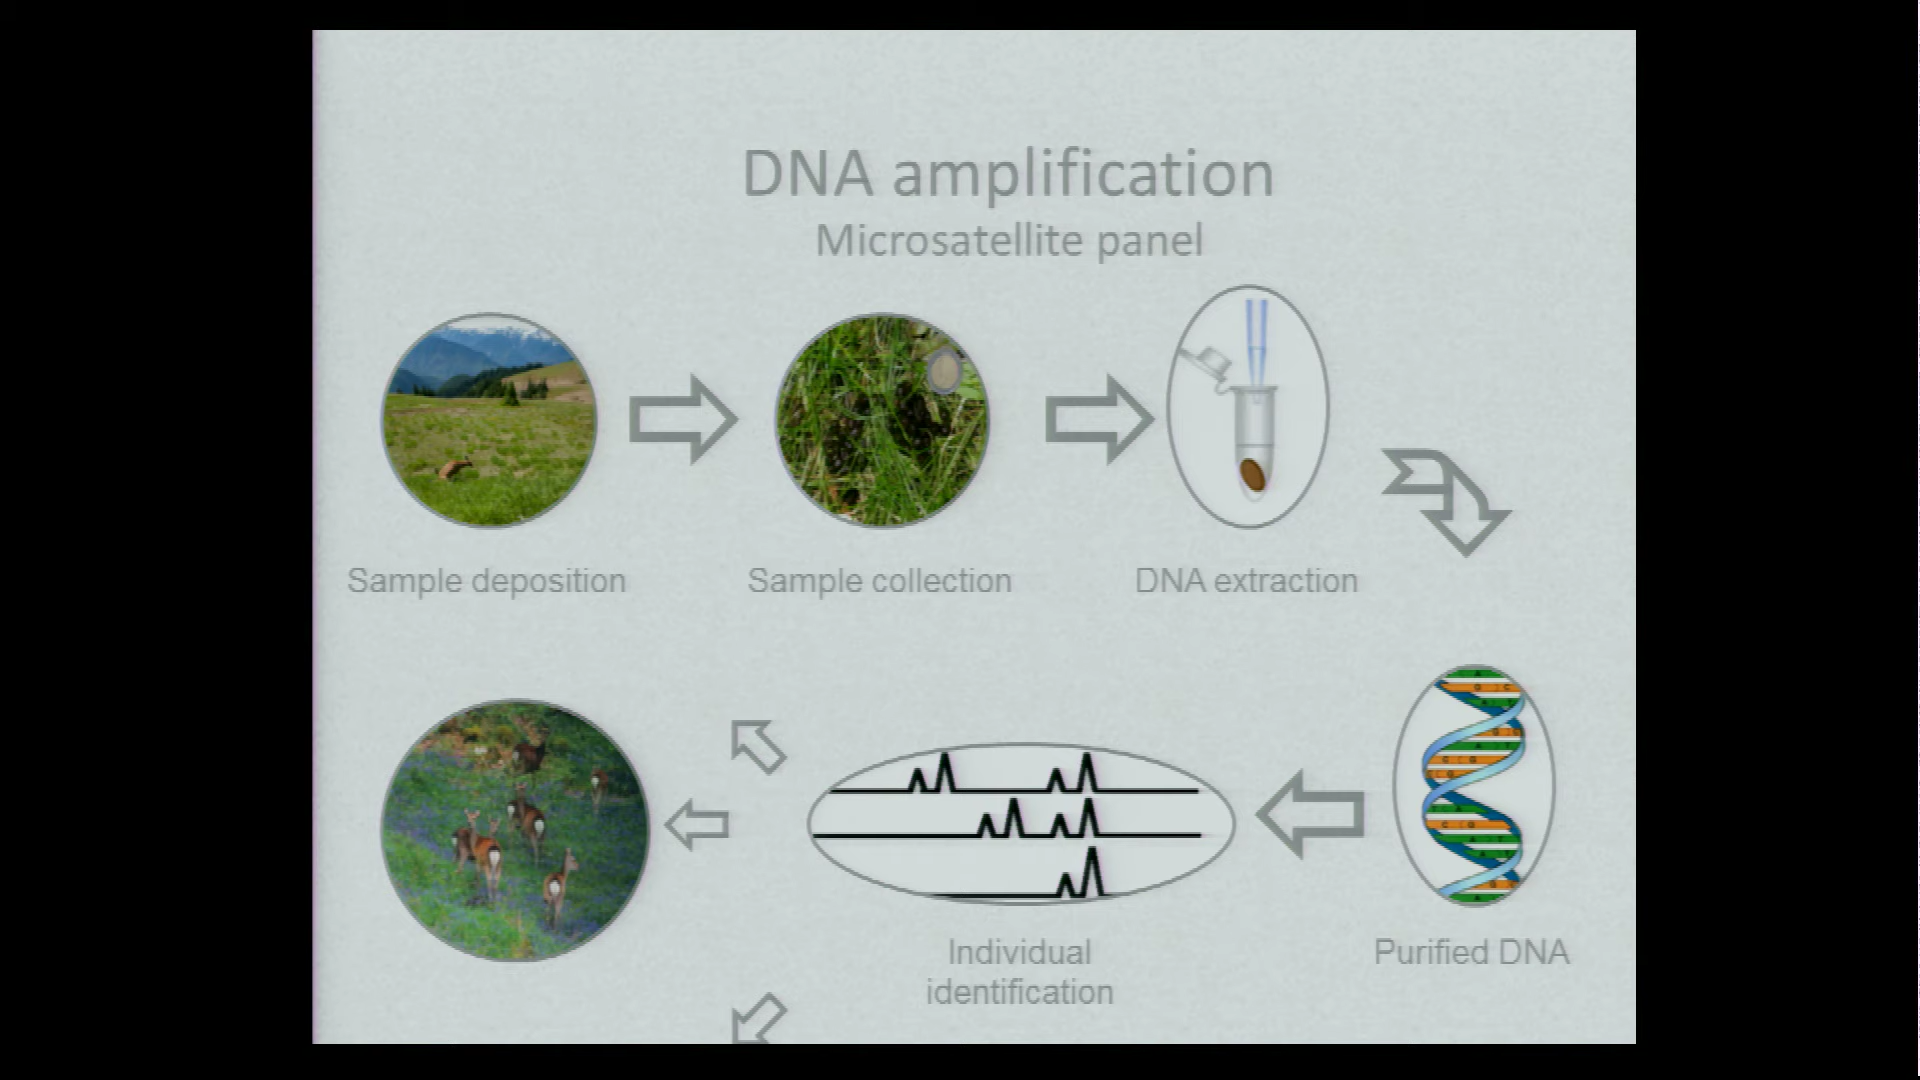 DNA amplification
Microsatellite panel
Sample deposition
Sample collection
DNA extraction
Individual
identification
Purified DNA